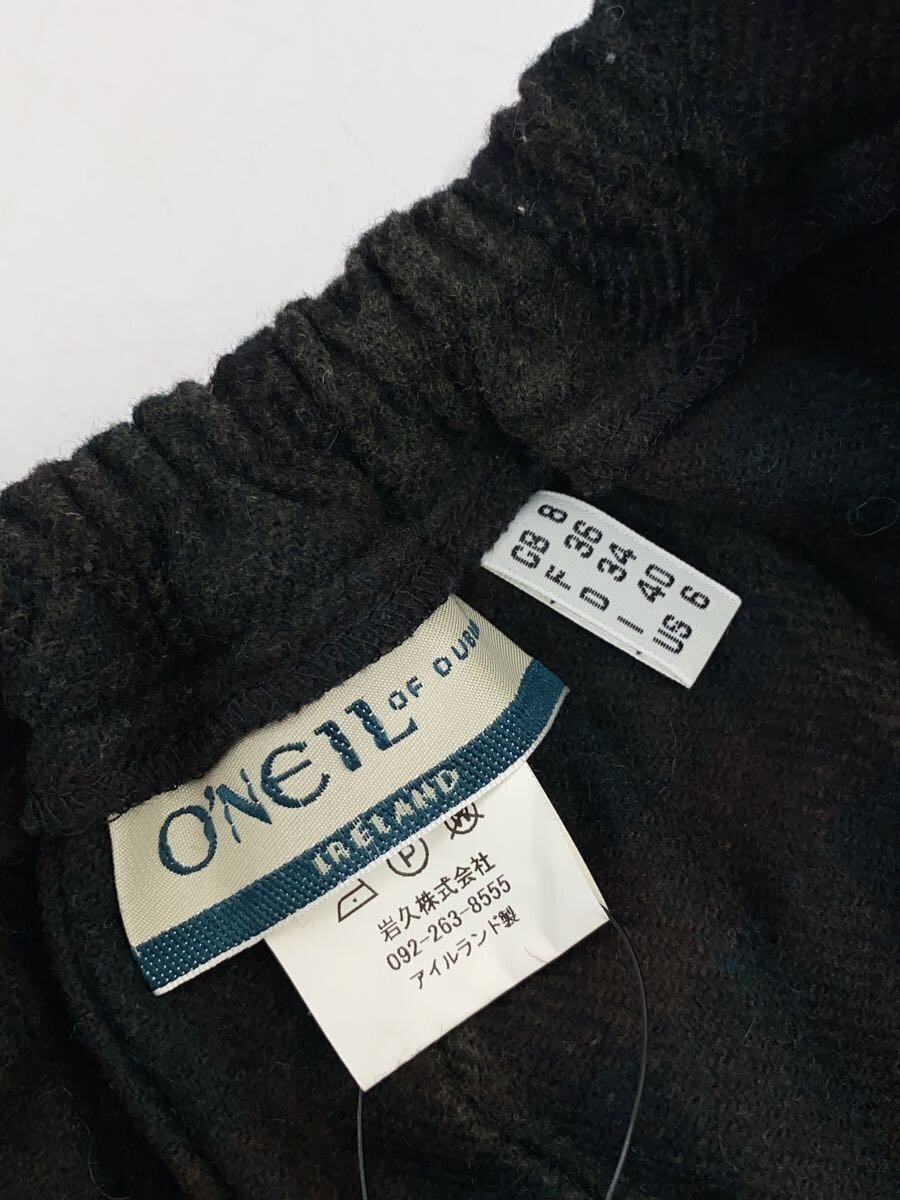 O'NEIL OF DUBLIN
IRELAND
GB 8
F 36
D 34
I 40
US 6
P
岩久株式会社
092-263-8555
アイルランド製